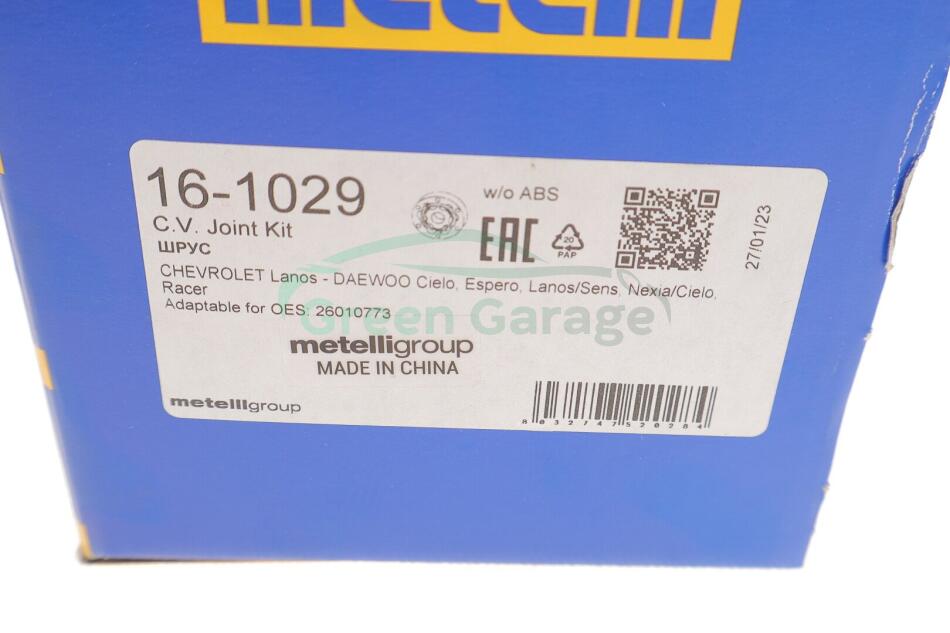 metelli
16-1029
C.V. Joint Kit
ШРУС
w/o ABS
EAC
20
PAP
27/01/23
CHEVROLET Lanos - DAEWOO Cielo, Espero, Lanos/Sens, Nexia/Cielo,
Racer
Adaptable for OES: 26010773
Green Garage
metelligroup
MADE IN CHINA
metelligroup
8032747520284